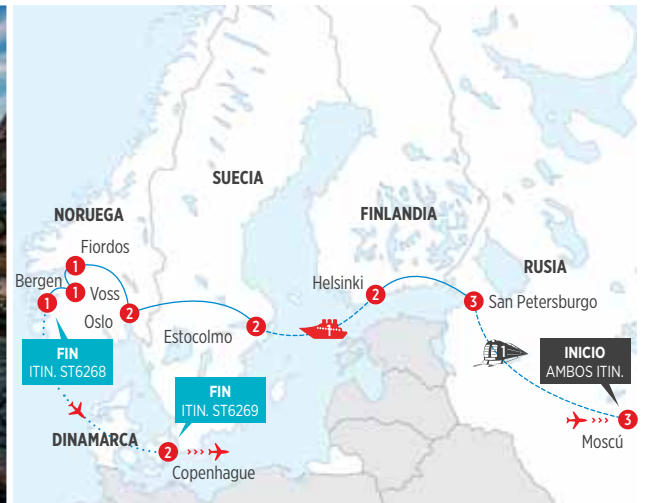 SUECIA
NORUEGA
FINLANDIA
Fiordos
1
RUSIA
Bergen
1
1
Voss
Helsinki
2
3
San Petersburgo
Oslo
2
Estocolmo
2
1
1
FIN
ITIN. ST6268
INICIO
AMBOS ITIN.
FIN
ITIN. ST6269
3
DINAMARCA
2
Moscú
Copenhague